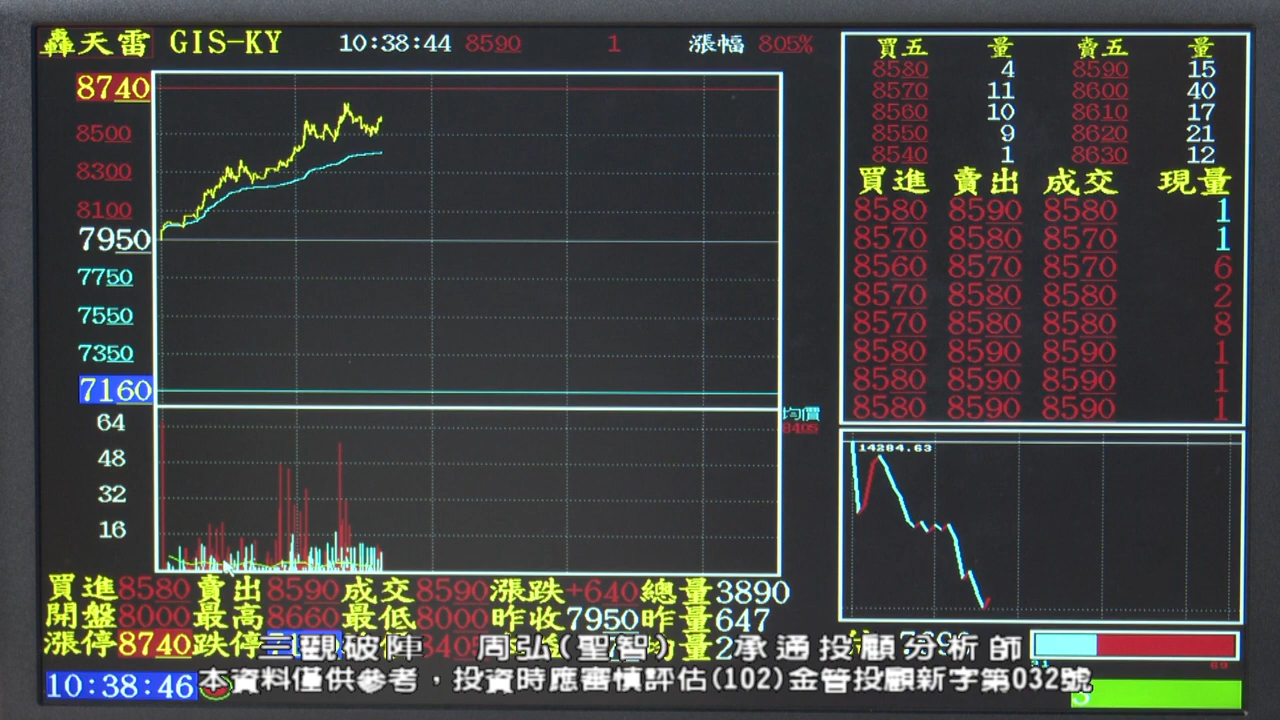 轟天雷 GIS-KY 10:38:44 8590 1 漲幅 805%
8740
8500
8300
8100
7950
7750
7550
7350
7160
64
48
32
16
均價
8405
買五 量 賣五 量
8580 4 8590 15
8570 11 8600 40
8560 10 8610 17
8550 9 8620 21
8540 1 8630 12
買進 賣出 成交 現量
8580 8590 8580 1
8570 8580 8570 1
8560 8570 8570 6
8570 8580 8580 2
8570 8580 8580 8
8580 8590 8590 1
8580 8590 8590 1
8580 8590 8590 1
14284.63
買進8580 賣出8590 成交8590 漲跌+640 總量3890
開盤8000 最高8660 最低8000 昨收7950 昨量647
漲停8740 跌停
三觀破陣 周弘(聖智) 承通投顧分析師
31 69
10:38:46
本資料僅供參考，投資時應審慎評估(102)金管投顧新字第032號